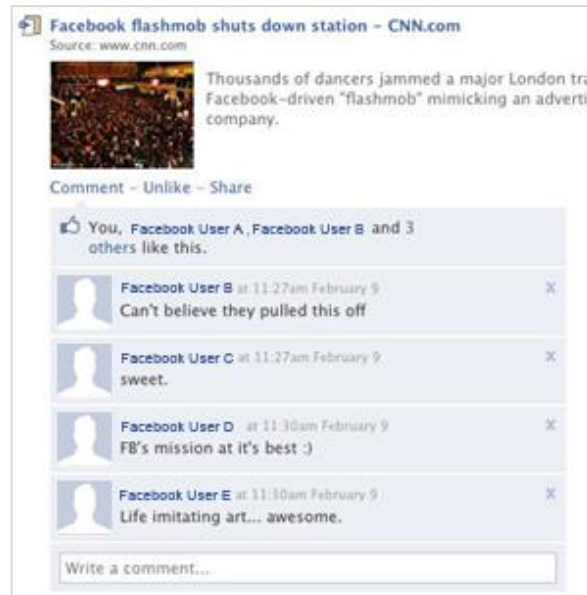 Facebook flashmob shuts down station – CNN.com
Source: www.cnn.com
Thousands of dancers jammed a major London tra
Facebook-driven "flashmob" mimicking an adverti
company.
Comment – Unlike – Share
You, Facebook User A, Facebook User B and 3
others like this.
Facebook User B at 11:27am February 9 x
Can't believe they pulled this off
Facebook User C at 11:27am February 9 x
sweet.
Facebook User D at 11:30am February 9 x
FB's mission at it's best :)
Facebook User E at 11:30am February 9 x
Life imitating art... awesome.
Write a comment...